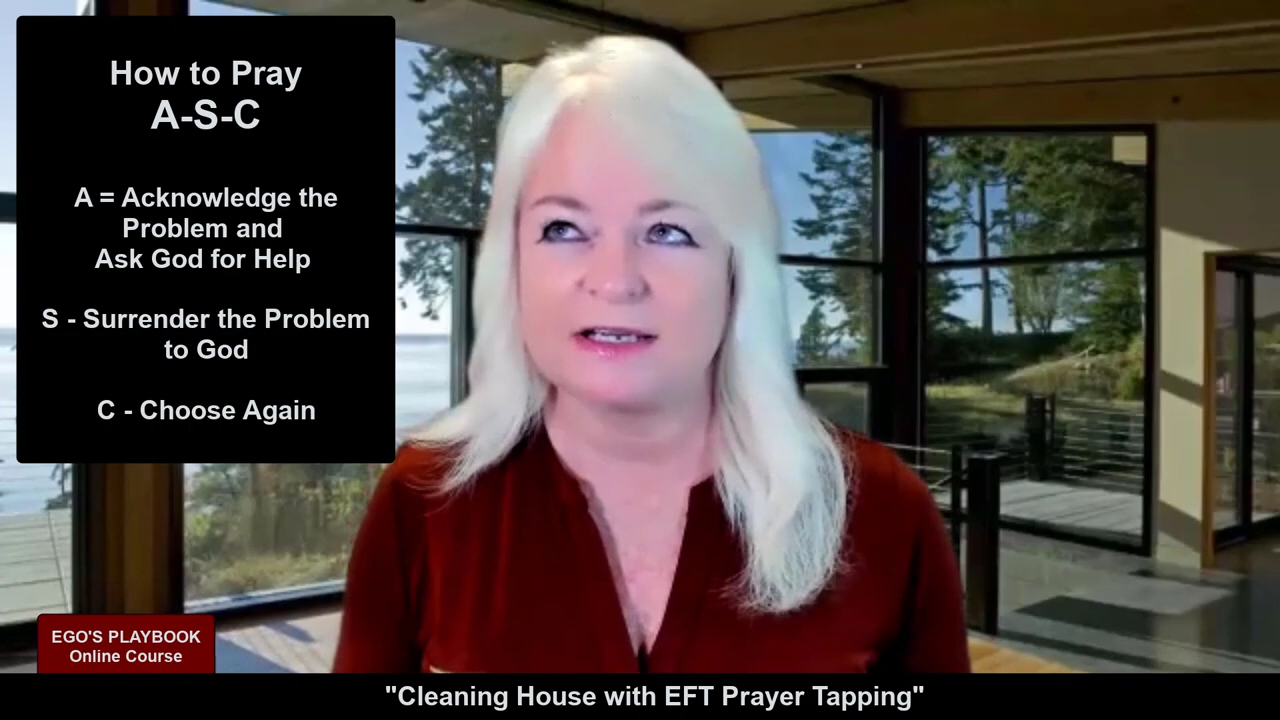 How to Pray
A-S-C
A = Acknowledge the
Problem and
Ask God for Help
S - Surrender the Problem
to God
C - Choose Again
EGO'S PLAYBOOK
Online Course
"Cleaning House with EFT Prayer Tapping"